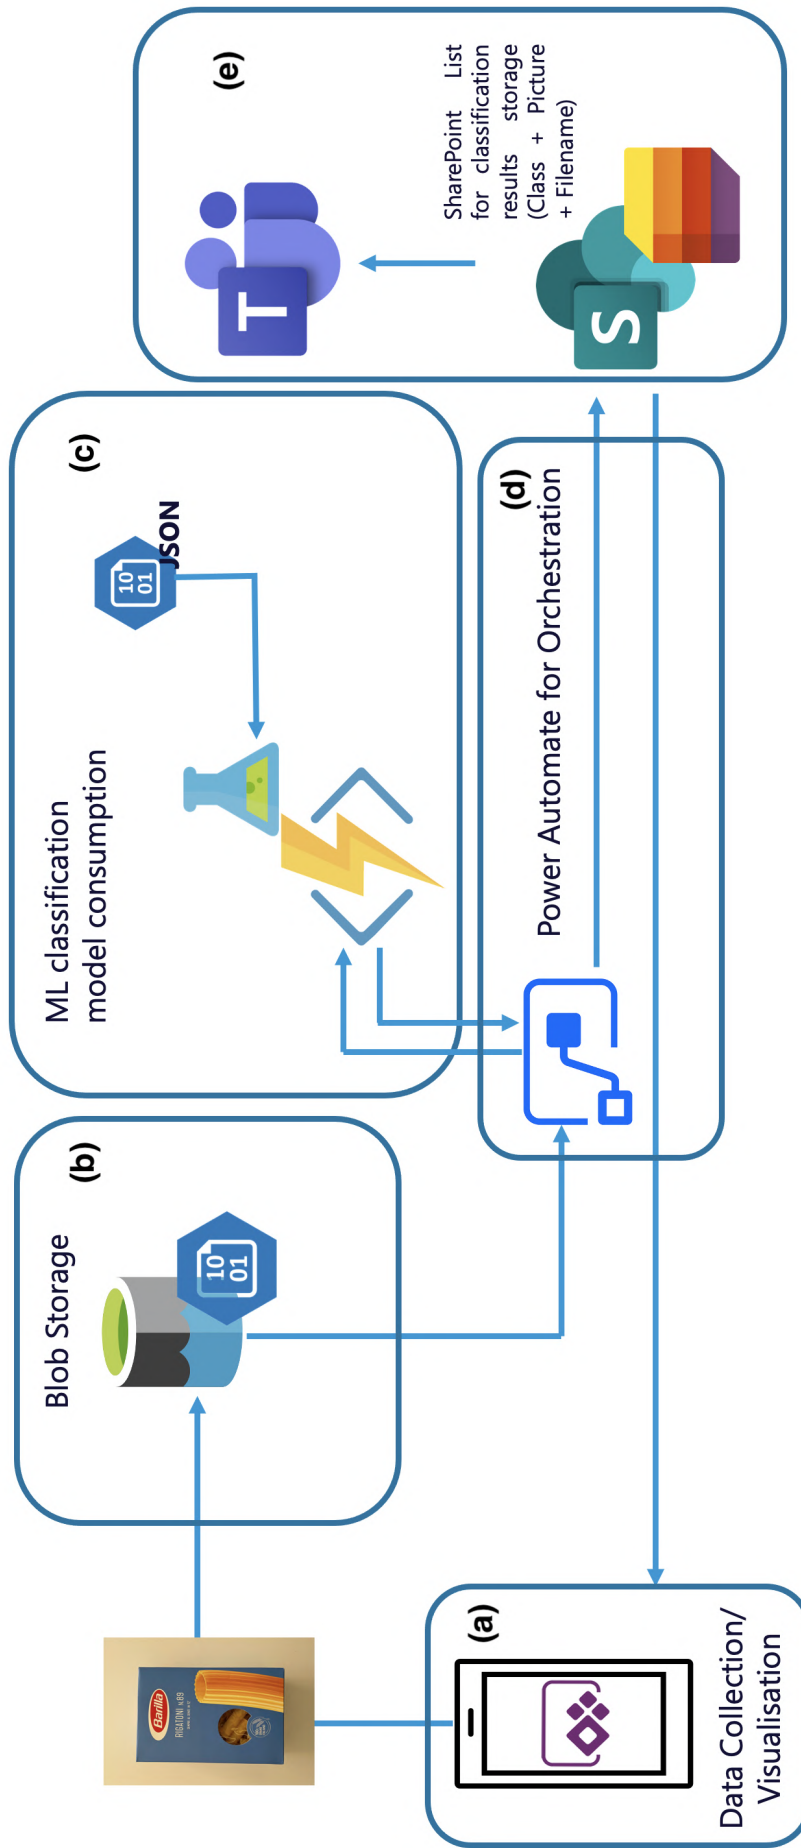 Barilla
RIGATONI N.89
(a)
Data Collection/
Visualisation
Blob Storage
(b)
10
01
ML classification
model consumption
(c)
10
01
JSON
(d)
Power Automate for Orchestration
(e)
T
SharePoint List
for classification
results storage
(Class + Picture
+ Filename)
S